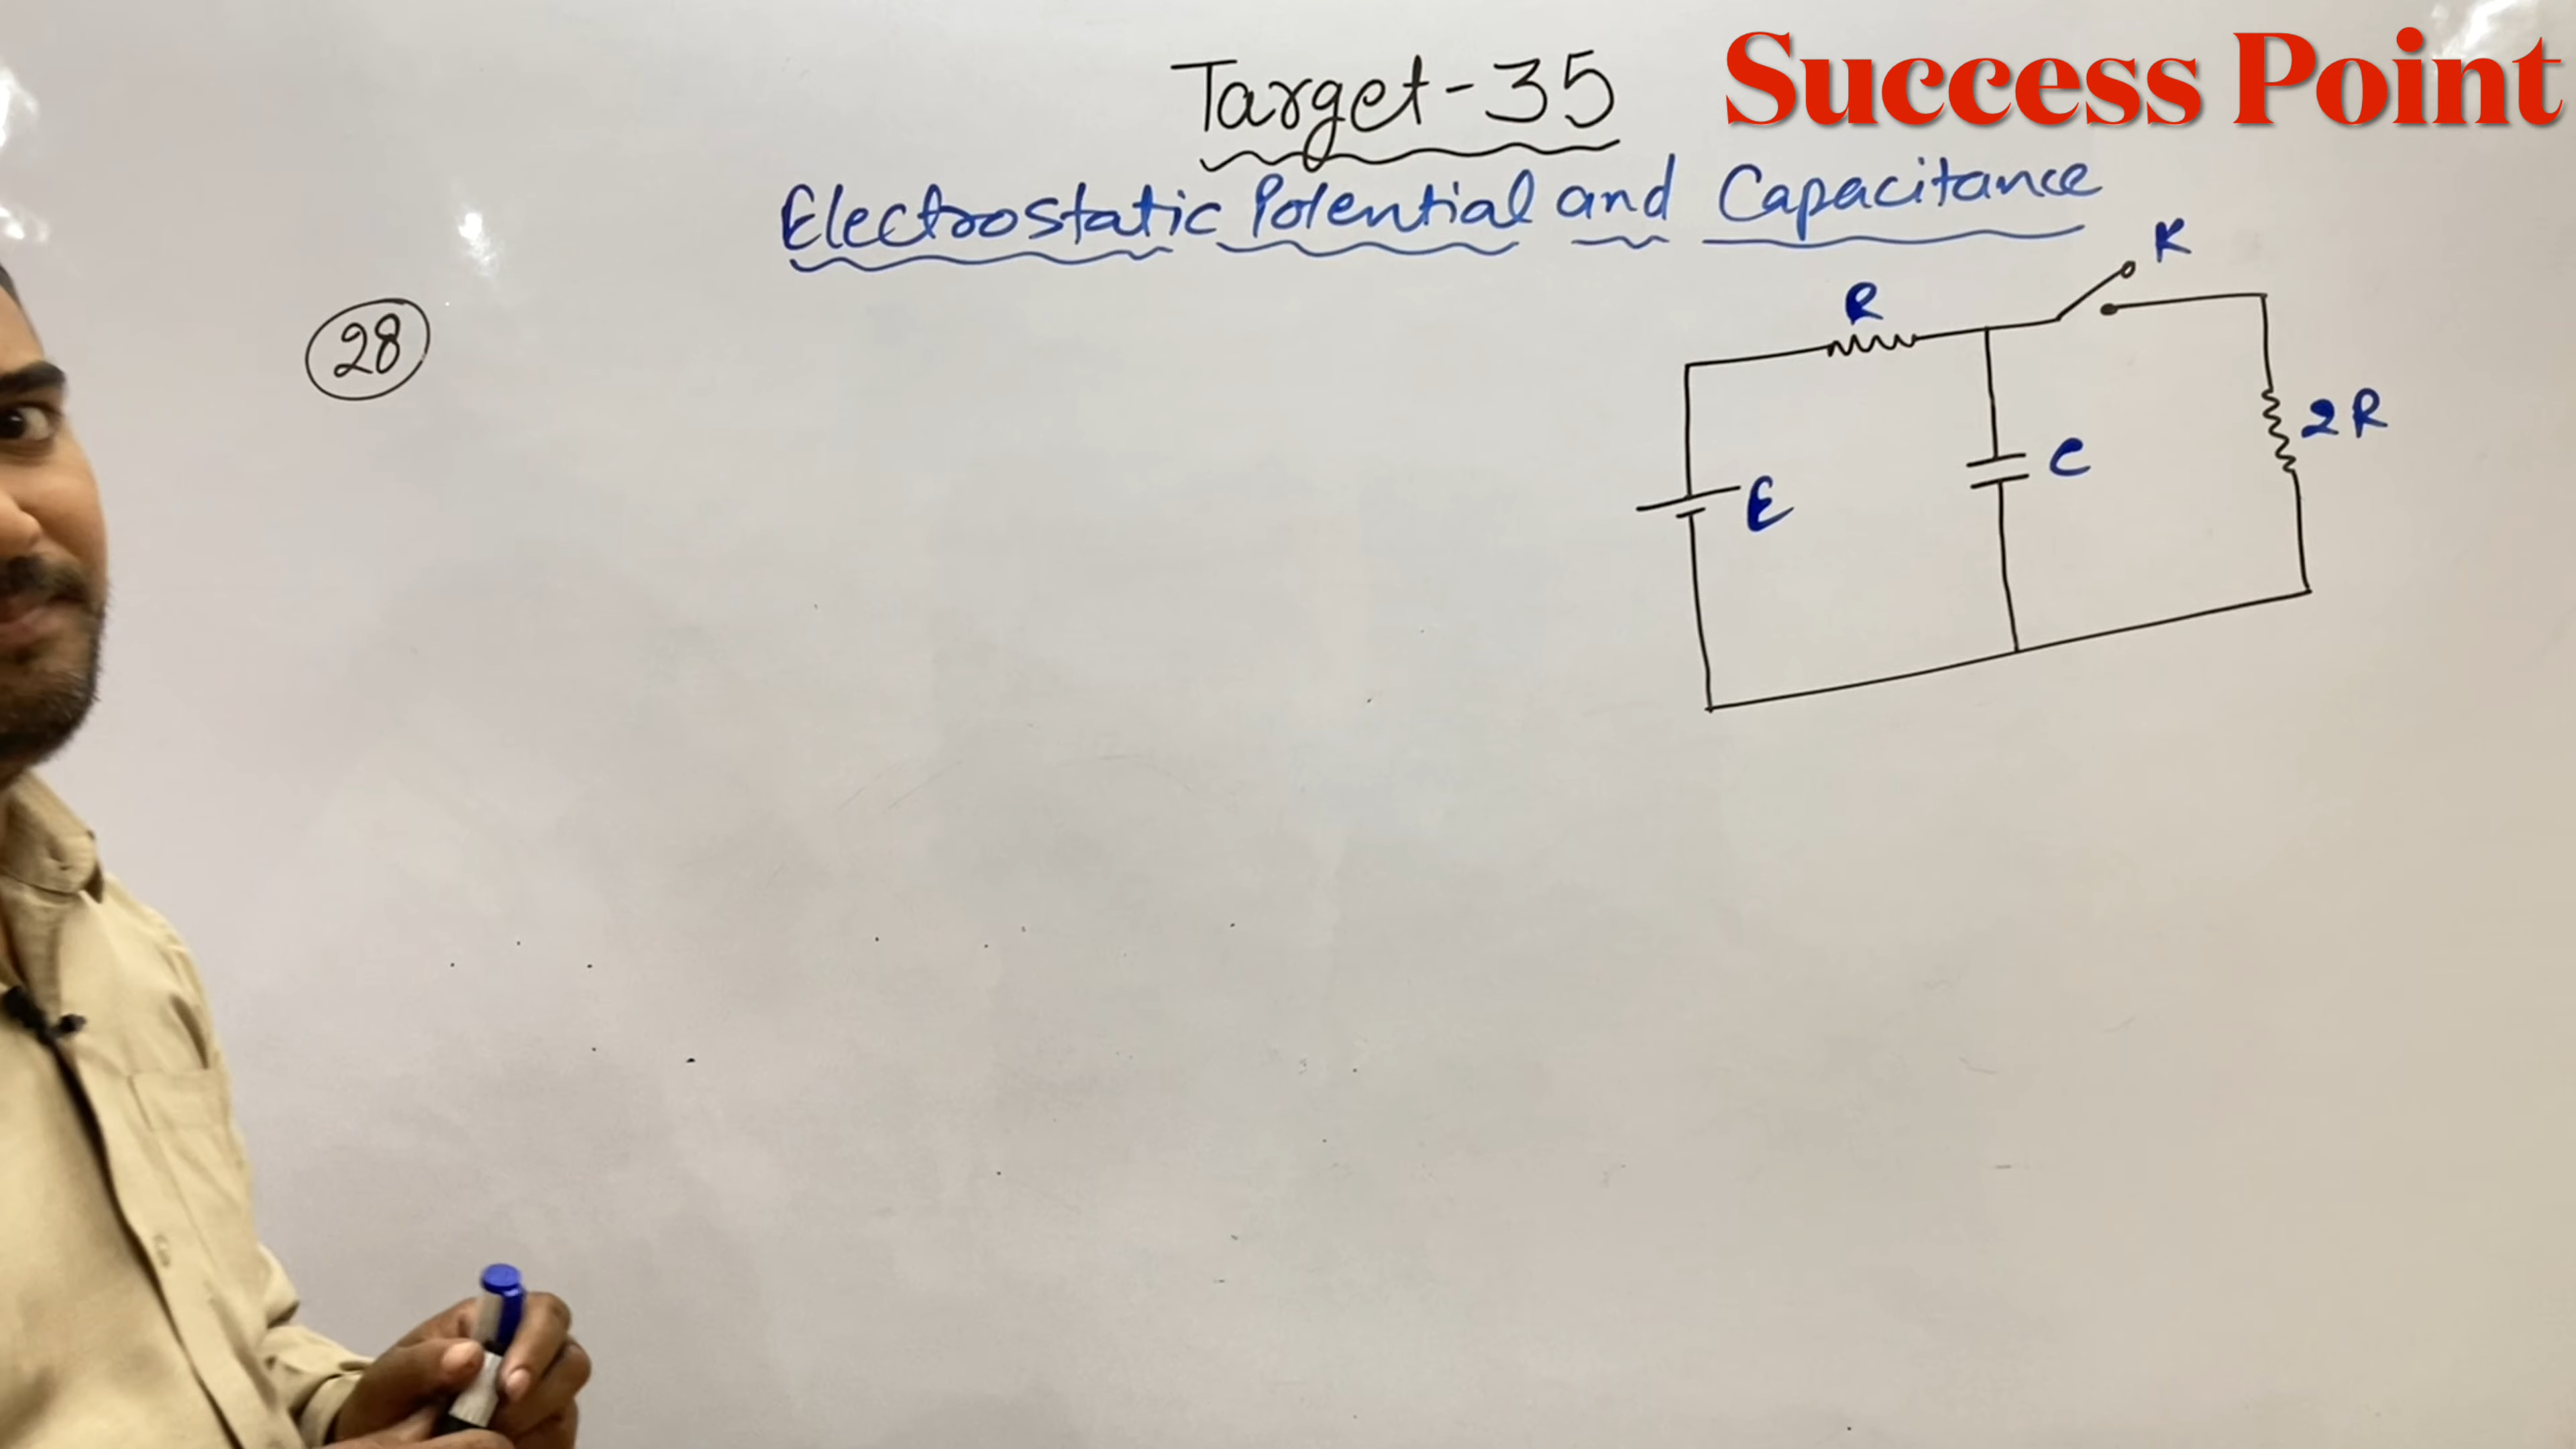 Target-35
Success Point
Electrostatic Potential and Capacitance
28
K
R
2R
C
E